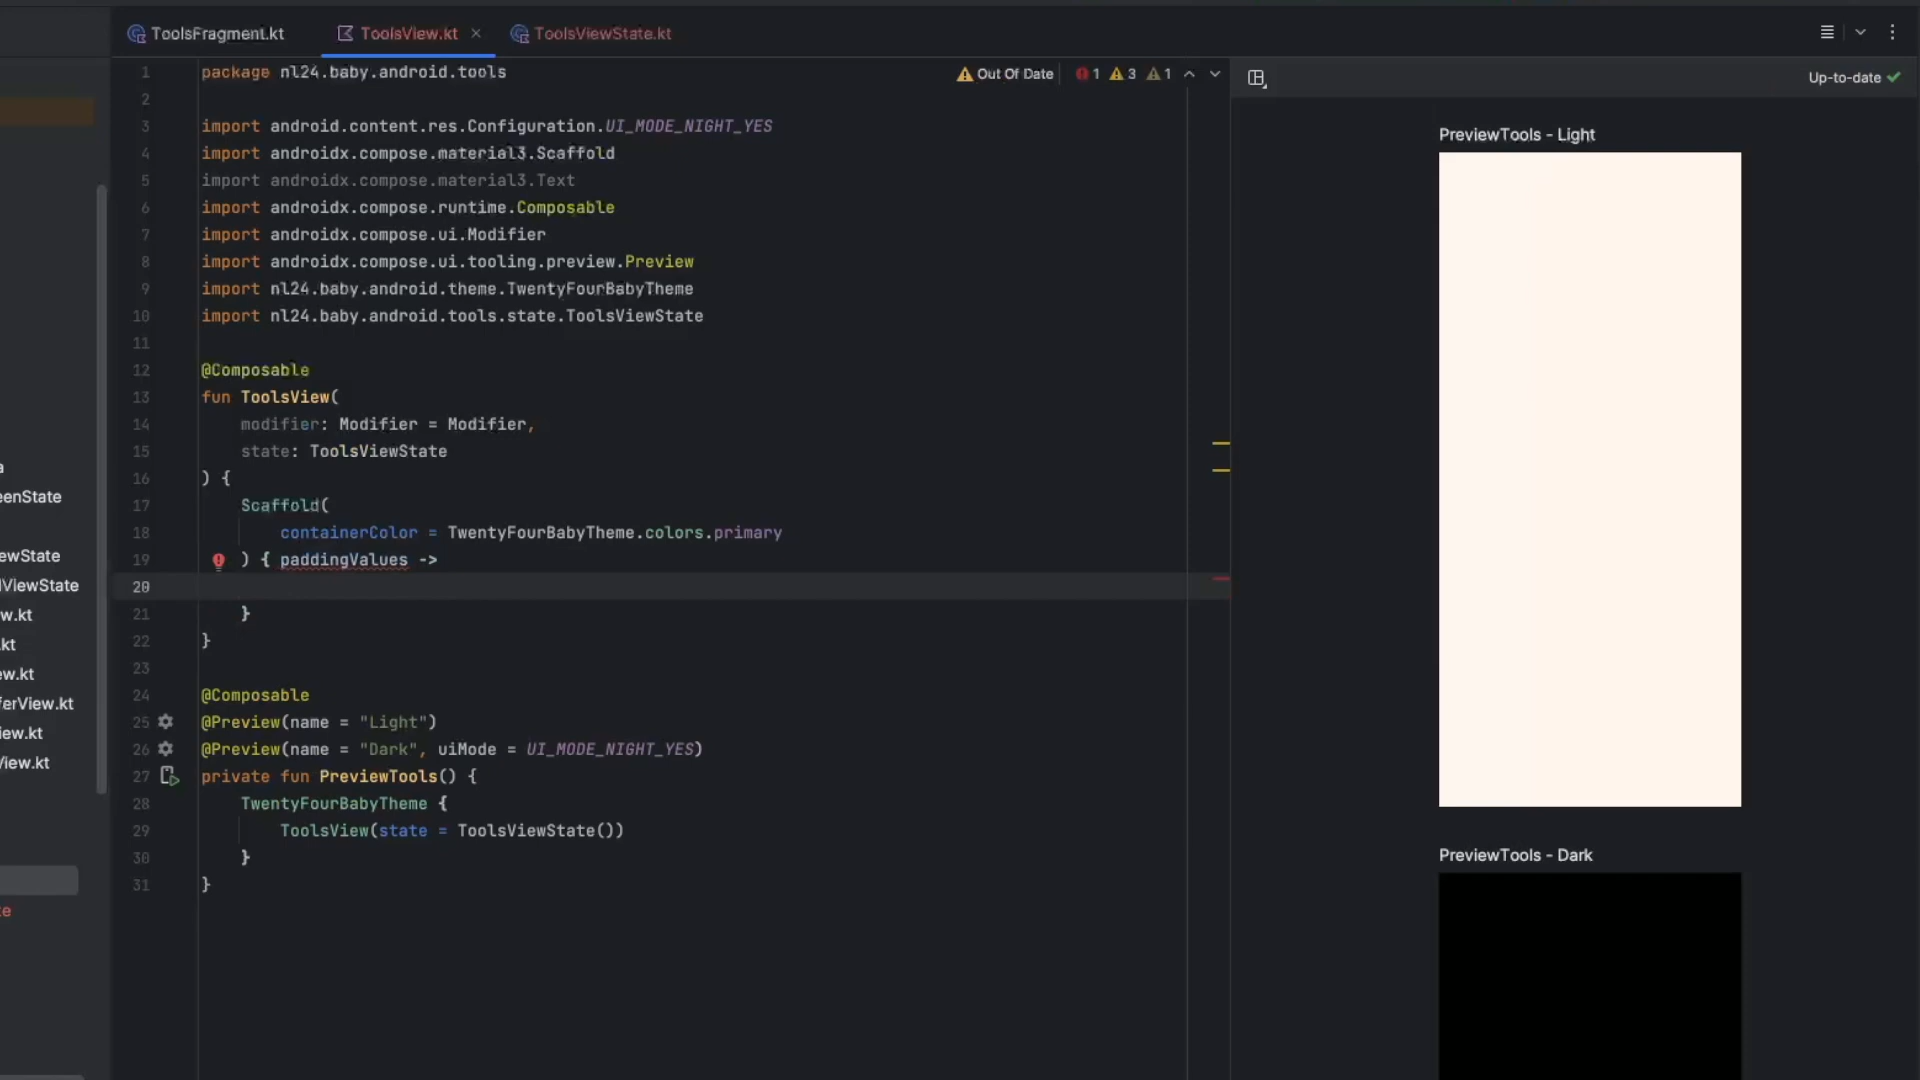 ToolsFragment.kt
ToolsView.kt
ToolsViewState.kt
1 package nl24.baby.android.tools
Out Of Date 1 3 1
Up-to-date
2
3 import android.content.res.Configuration.UI_MODE_NIGHT_YES
4 import androidx.compose.material3.Scaffold
5 import androidx.compose.material3.Text
6 import androidx.compose.runtime.Composable
7 import androidx.compose.ui.Modifier
8 import androidx.compose.ui.tooling.preview.Preview
9 import nl24.baby.android.theme.TwentyFourBabyTheme
10 import nl24.baby.android.tools.state.ToolsViewState
11
12 @Composable
13 fun ToolsView(
14 modifier: Modifier = Modifier,
15 state: ToolsViewState
16 ) {
17 Scaffold(
18 containerColor = TwentyFourBabyTheme.colors.primary
19 ) { paddingValues ->
20
21 }
22 }
23
24 @Composable
25 @Preview(name = "Light")
26 @Preview(name = "Dark", uiMode = UI_MODE_NIGHT_YES)
27 private fun PreviewTools() {
28 TwentyFourBabyTheme {
29 ToolsView(state = ToolsViewState())
30 }
31 }
a
eenState
ewState
lViewState
w.kt
.kt
ew.kt
ferView.kt
iew.kt
View.kt
te
PreviewTools - Light
PreviewTools - Dark